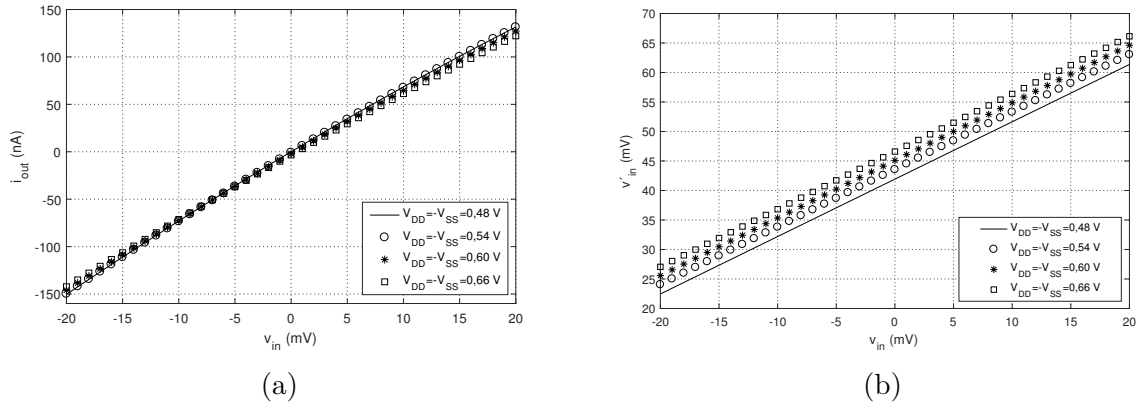 150
100
50
0
-50
-100
-150
i_out (nA)
-20 -15 -10 -5 0 5 10 15 20
v_in (mV)
V_DD=-V_SS=0,48 V
V_DD=-V_SS=0,54 V
V_DD=-V_SS=0,60 V
V_DD=-V_SS=0,66 V
(a)
70
65
60
55
50
45
40
35
30
25
20
v'_in (mV)
-20 -15 -10 -5 0 5 10 15 20
v_in (mV)
V_DD=-V_SS=0,48 V
V_DD=-V_SS=0,54 V
V_DD=-V_SS=0,60 V
V_DD=-V_SS=0,66 V
(b)